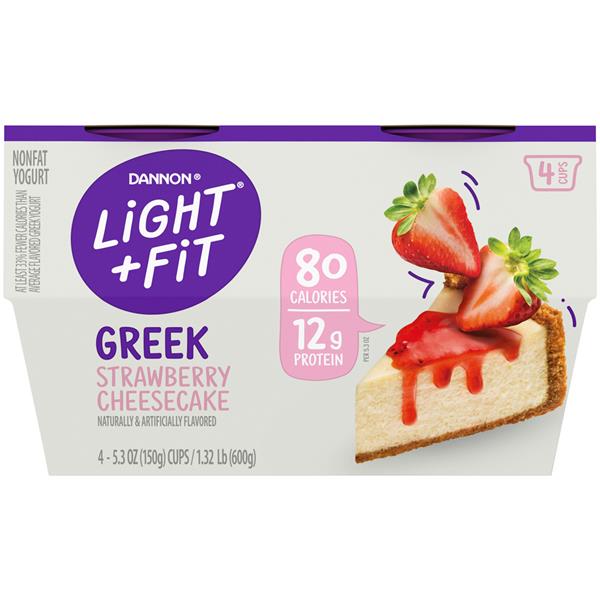 NONFAT
YOGURT
AT LEAST 33% FEWER CALORIES THAN
AVERAGE FLAVORED GREEK YOGURT
DANNON®
LiGHT®
+FiT
GREEK
STRAWBERRY
CHEESECAKE
NATURALLY & ARTIFICIALLY FLAVORED
4 - 5.3 OZ (150g) CUPS / 1.32 Lb (600g)
80
CALORIES
12g
PROTEIN
PER 5.3 OZ
4 CUPS